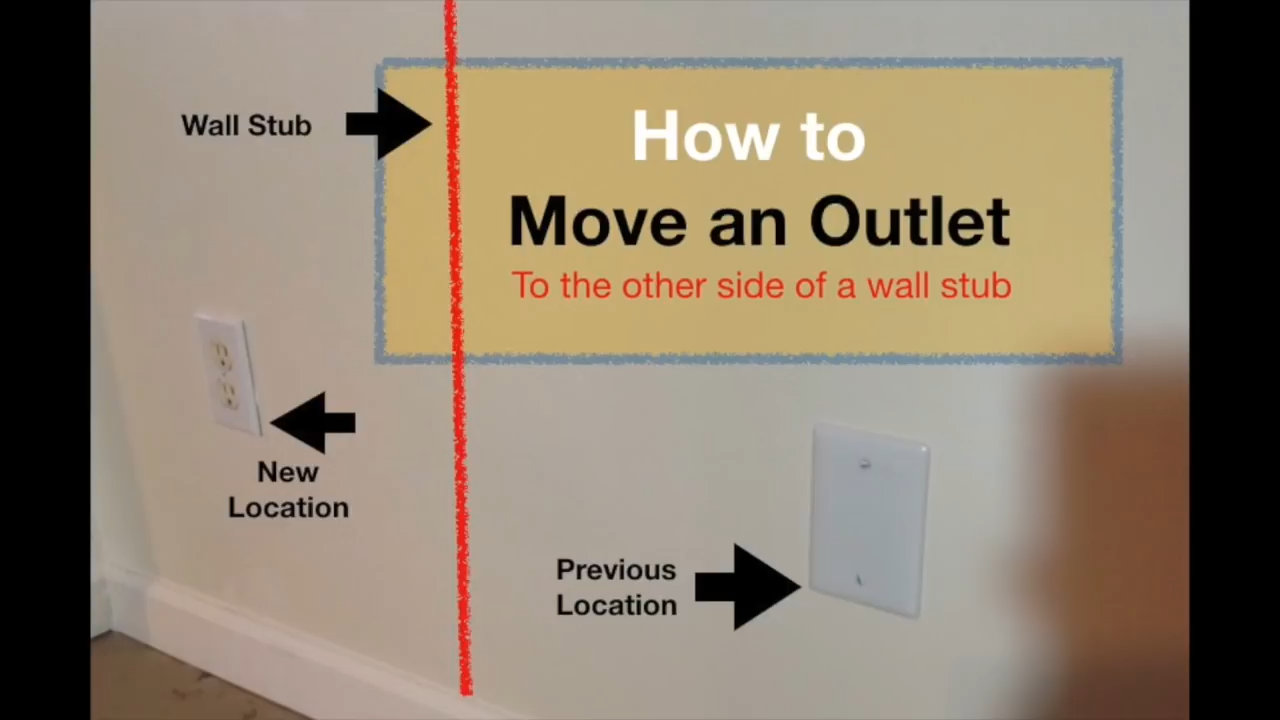 Wall Stub
How to
Move an Outlet
To the other side of a wall stub
New
Location
Previous
Location